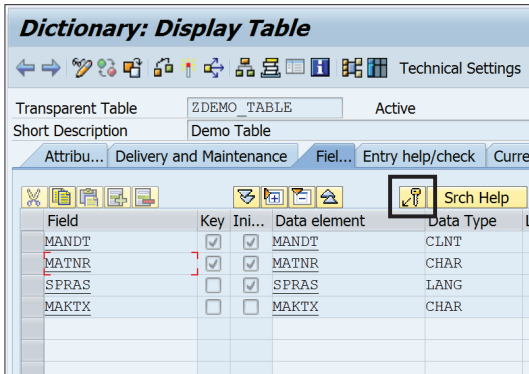 Dictionary: Display Table
Technical Settings
Transparent Table ZDEMO_TABLE Active
Short Description Demo Table
Attribu... Delivery and Maintenance Fiel... Entry help/check Curre
Srch Help
Field Key Ini... Data element Data Type L
MANDT MANDT CLNT
MATNR MATNR CHAR
SPRAS SPRAS LANG
MAKTX MAKTX CHAR